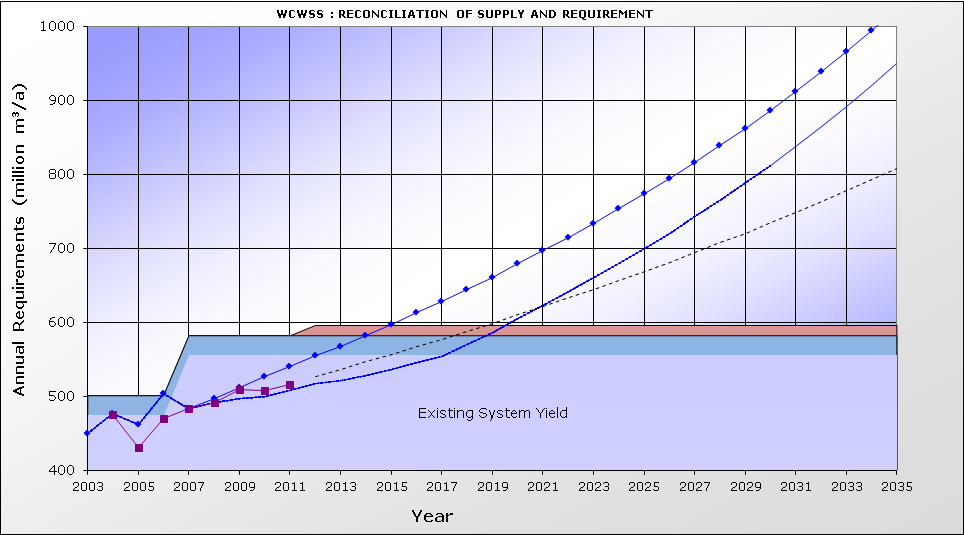 WCWSS : RECONCILIATION OF SUPPLY AND REQUIREMENT
Annual Requirements (million m³/a)
1000
900
800
700
600
500
400
Existing System Yield
2003 2005 2007 2009 2011 2013 2015 2017 2019 2021 2023 2025 2027 2029 2031 2033 2035
Year